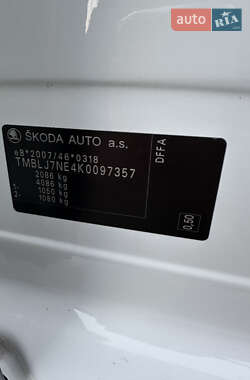 AUTO.RIA
ŠKODA AUTO a.s.
e8*2007/46*0318
TMBLJ7NE4K0097357
2086 kg
4086 kg
1- 1050 kg
2- 1080 kg
DFFA
0,50